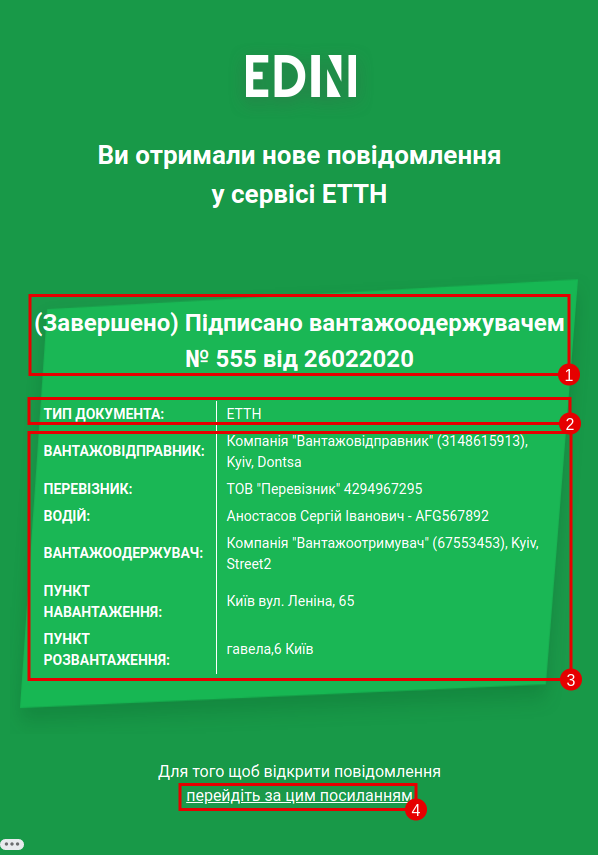 EDIN
Ви отримали нове повідомлення
у сервісі ЕТТН
(Завершено) Підписано вантажоодержувачем
№ 555 від 26022020
1
ТИП ДОКУМЕНТА: ЕТТН
2
ВАНТАЖОВІДПРАВНИК: Компанія "Вантажовідправник" (3148615913),
Kyiv, Dontsa
ПЕРЕВІЗНИК: ТОВ "Перевізник" 4294967295
ВОДІЙ: Аностасов Сергій Іванович - AFG567892
ВАНТАЖООДЕРЖУВАЧ: Компанія "Вантажоотримувач" (67553453), Kyiv,
Street2
ПУНКТ
НАВАНТАЖЕННЯ: Київ вул. Леніна, 65
ПУНКТ
РОЗВАНТАЖЕННЯ: гавела,6 Київ
3
Для того щоб відкрити повідомлення
перейдіть за цим посиланням
4